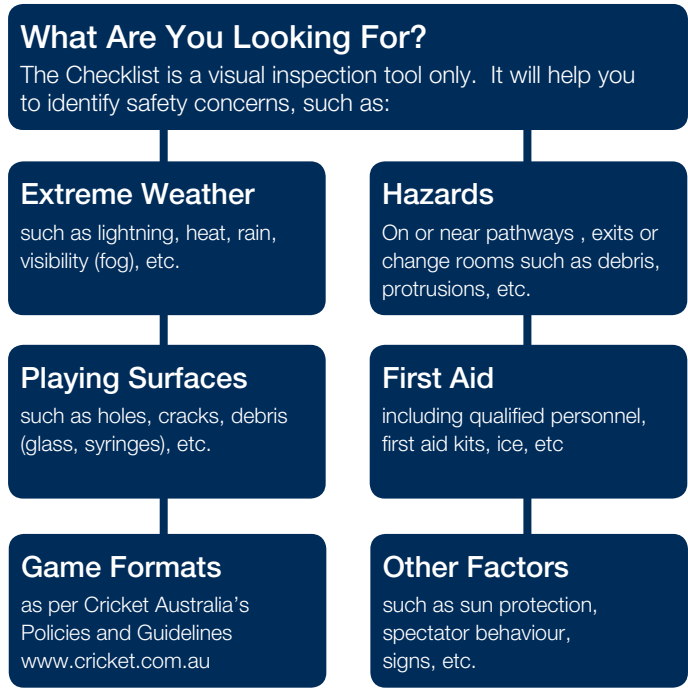 What Are You Looking For?
The Checklist is a visual inspection tool only.  It will help you
to identify safety concerns, such as:
Extreme Weather
such as lightning, heat, rain,
visibility (fog), etc.
Hazards
On or near pathways , exits or
change rooms such as debris,
protrusions, etc.
Playing Surfaces
such as holes, cracks, debris
(glass, syringes), etc.
First Aid
including qualified personnel,
first aid kits, ice, etc
Game Formats
as per Cricket Australia’s
Policies and Guidelines
www.cricket.com.au
Other Factors
such as sun protection,
spectator behaviour,
signs, etc.